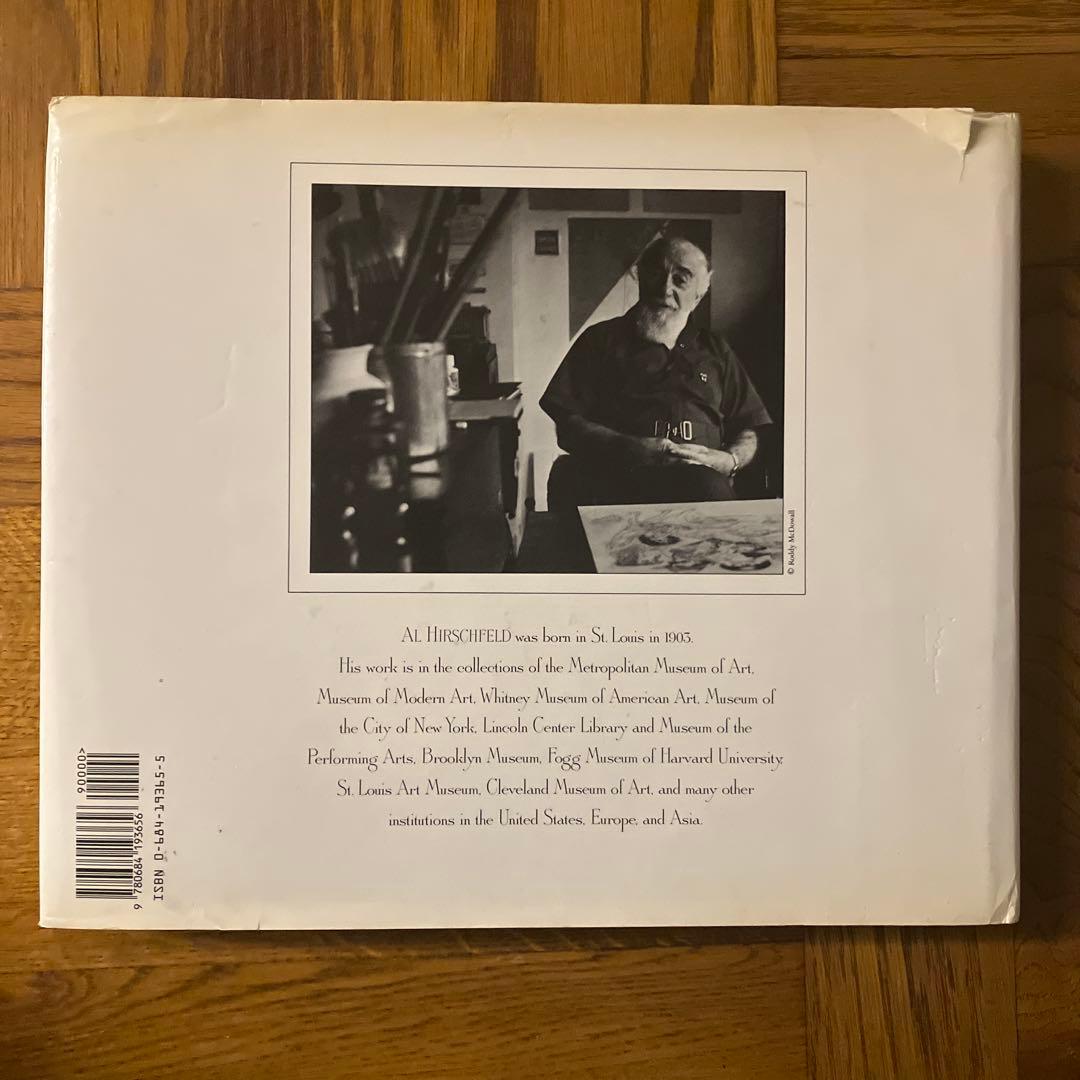 © Roddy McDowall
AL HIRSCHFELD was born in St. Louis in 1903.
His work is in the collections of the Metropolitan Museum of Art,
Museum of Modern Art, Whitney Museum of American Art, Museum of
the City of New York, Lincoln Center Library and Museum of the
Performing Arts, Brooklyn Museum, Fogg Museum of Harvard University,
St. Louis Art Museum, Cleveland Museum of Art, and many other
institutions in the United States, Europe, and Asia.
90000>
9 780684 193656
ISBN 0-684-19365-5